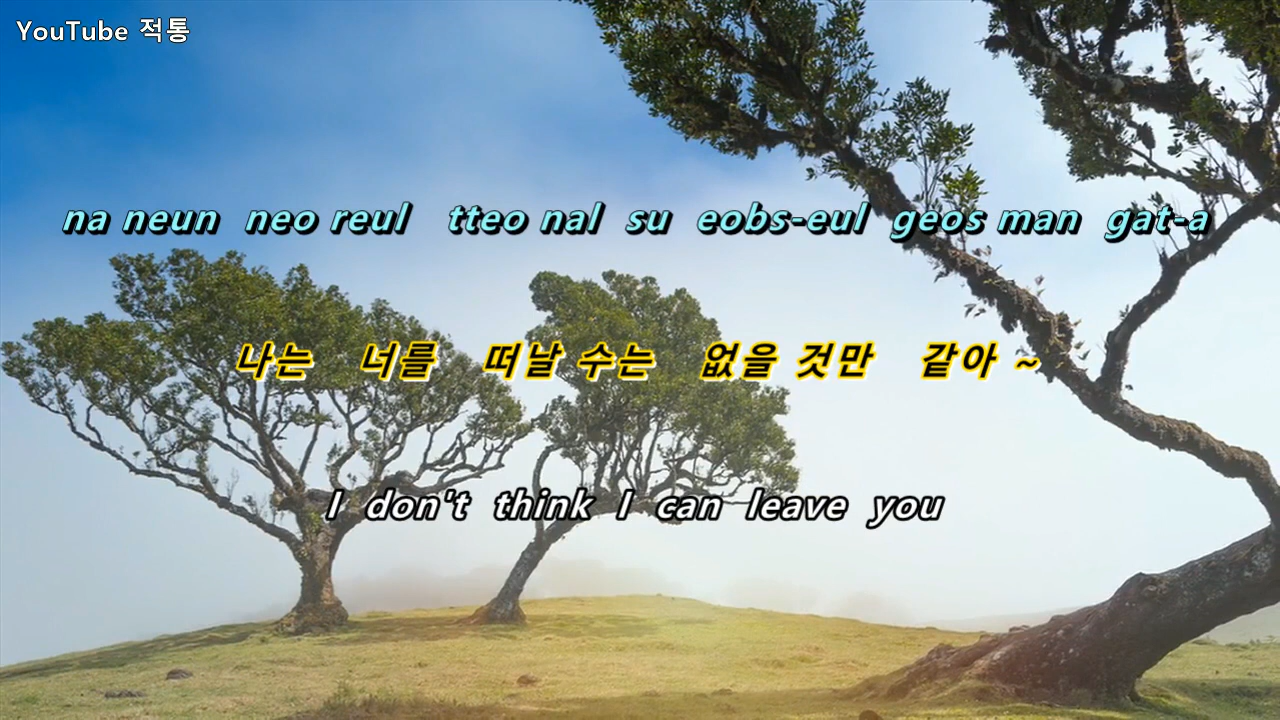 YouTube 적통
na neun neo reul tteo nal su eobs-eul geos man gat-a
나는 너를 떠날 수는 없을 것만 같아 ~
I don't think I can leave you